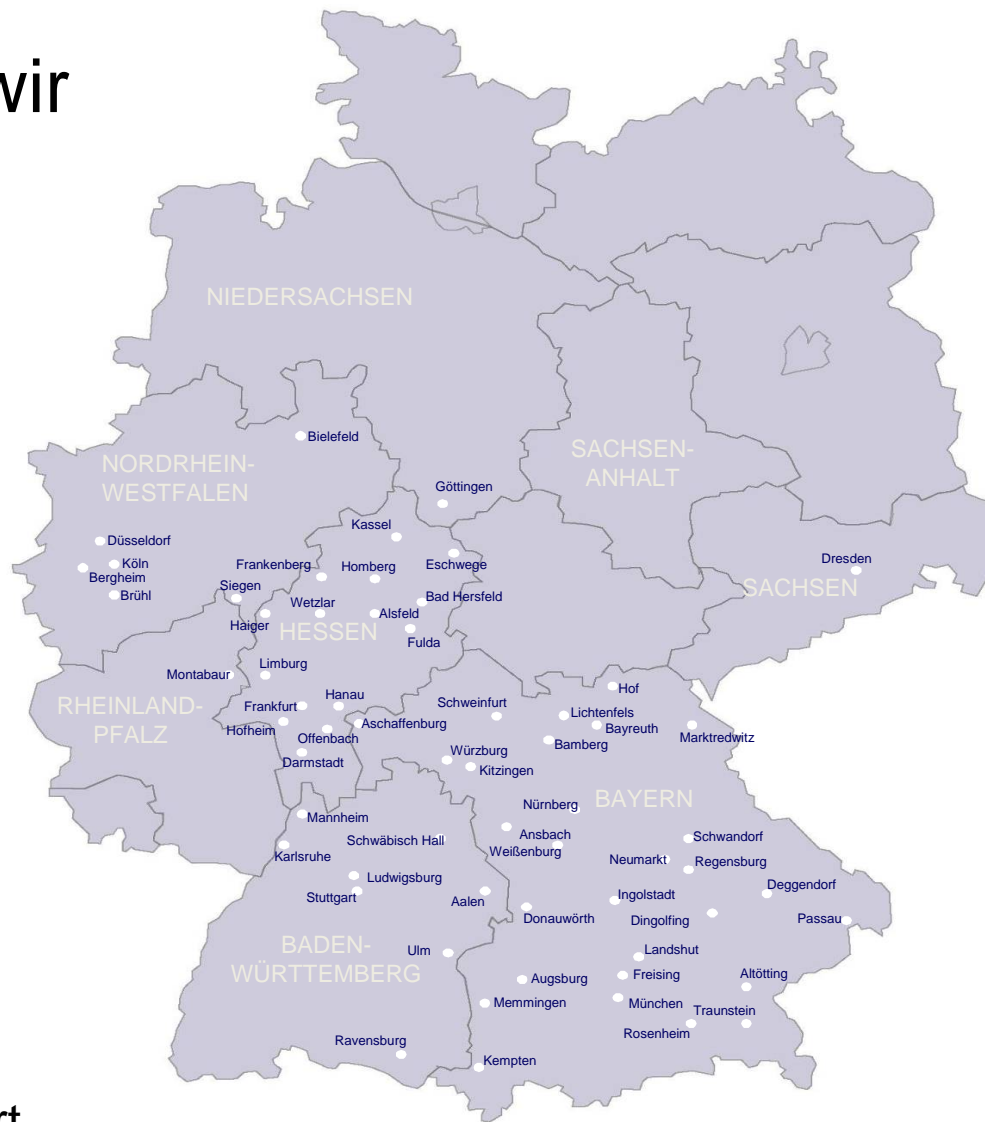 wir
NIEDERSACHSEN
Bielefeld
NORDRHEIN-
WESTFALEN
SACHSEN-
ANHALT
Göttingen
Kassel
Düsseldorf
Köln
Bergheim
Brühl
Frankenberg
Homberg
Eschwege
Dresden
SACHSEN
Siegen
Wetzlar
Bad Hersfeld
Haiger
Alsfeld
HESSEN
Fulda
Montabaur
Limburg
Hof
RHEINLAND-
PFALZ
Frankfurt
Hanau
Schweinfurt
Lichtenfels
Hofheim
Aschaffenburg
Bayreuth
Offenbach
Marktredwitz
Bamberg
Darmstadt
Würzburg
Kitzingen
BAYERN
Nürnberg
Mannheim
Ansbach
Schwäbisch Hall
Schwandorf
Weißenburg
Karlsruhe
Neumarkt
Regensburg
Ludwigsburg
Deggendorf
Stuttgart
Aalen
Ingolstadt
Donauwörth
Dingolfing
Passau
BADEN-
WÜRTTEMBERG
Ulm
Landshut
Augsburg
Freising
Altötting
Memmingen
München
Traunstein
Rosenheim
Ravensburg
Kempten